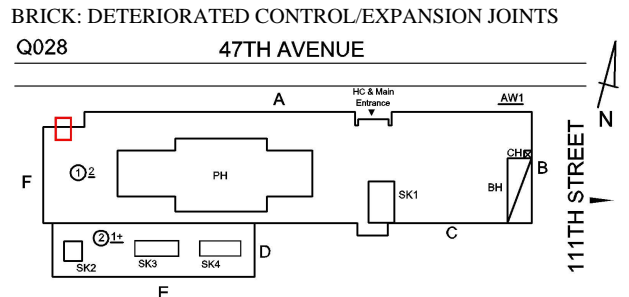 BRICK: DETERIORATED CONTROL/EXPANSION JOINTS
Q028
47TH AVENUE
HC & Main
Entrance
A
AW1
N
CH
B
F
1 2
PH
BH
SK1
111TH STREET
C
2 1+
D
SK2
SK3
SK4
E